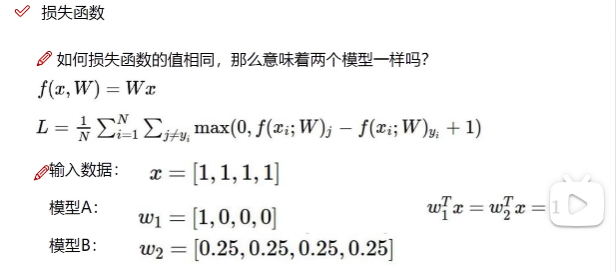 损失函数
如何损失函数的值相同，那么意味着两个模型一样吗？
f(x, W) = Wx
L = \frac{1}{N} \sum_{i=1}^{N} \sum_{j \neq y_i} max(0, f(x_i; W)_j − f(x_i; W)_{y_i} + 1)
输入数据： x = [1, 1, 1, 1]
模型A： w_1 = [1, 0, 0, 0]
w_1^T x = w_2^T x = 1
模型B： w_2 = [0.25, 0.25, 0.25, 0.25]